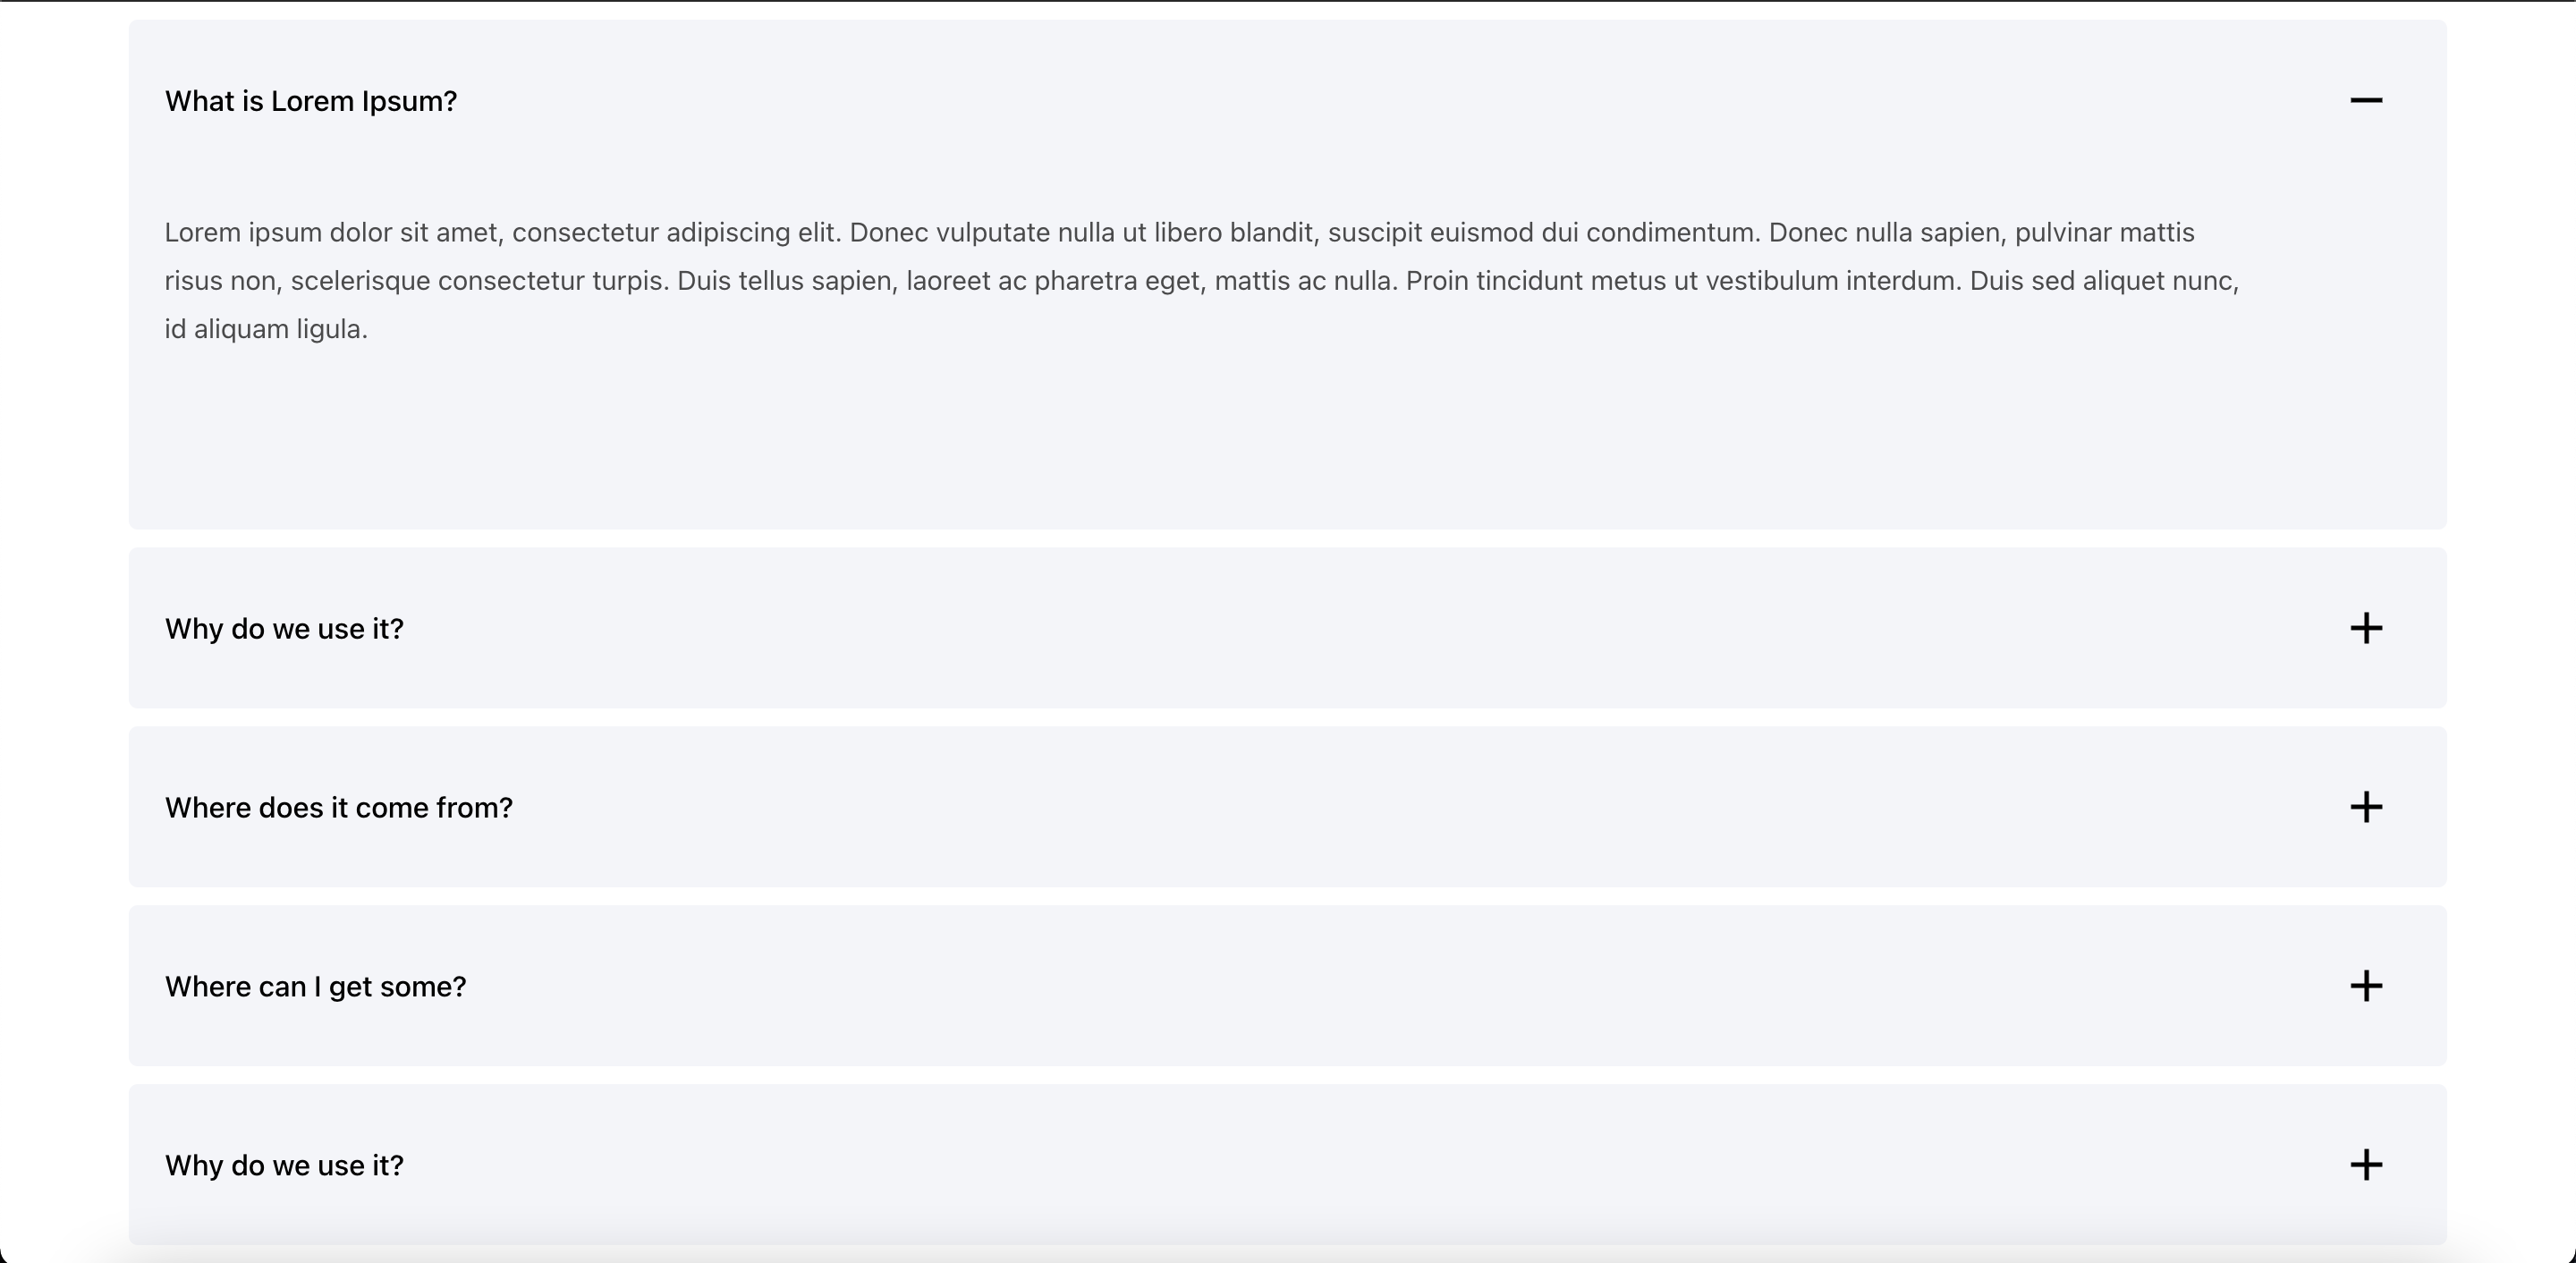 What is Lorem Ipsum?
Lorem ipsum dolor sit amet, consectetur adipiscing elit. Donec vulputate nulla ut libero blandit, suscipit euismod dui condimentum. Donec nulla sapien, pulvinar mattis
risus non, scelerisque consectetur turpis. Duis tellus sapien, laoreet ac pharetra eget, mattis ac nulla. Proin tincidunt metus ut vestibulum interdum. Duis sed aliquet nunc,
id aliquam ligula.
Why do we use it?
Where does it come from?
Where can I get some?
Why do we use it?